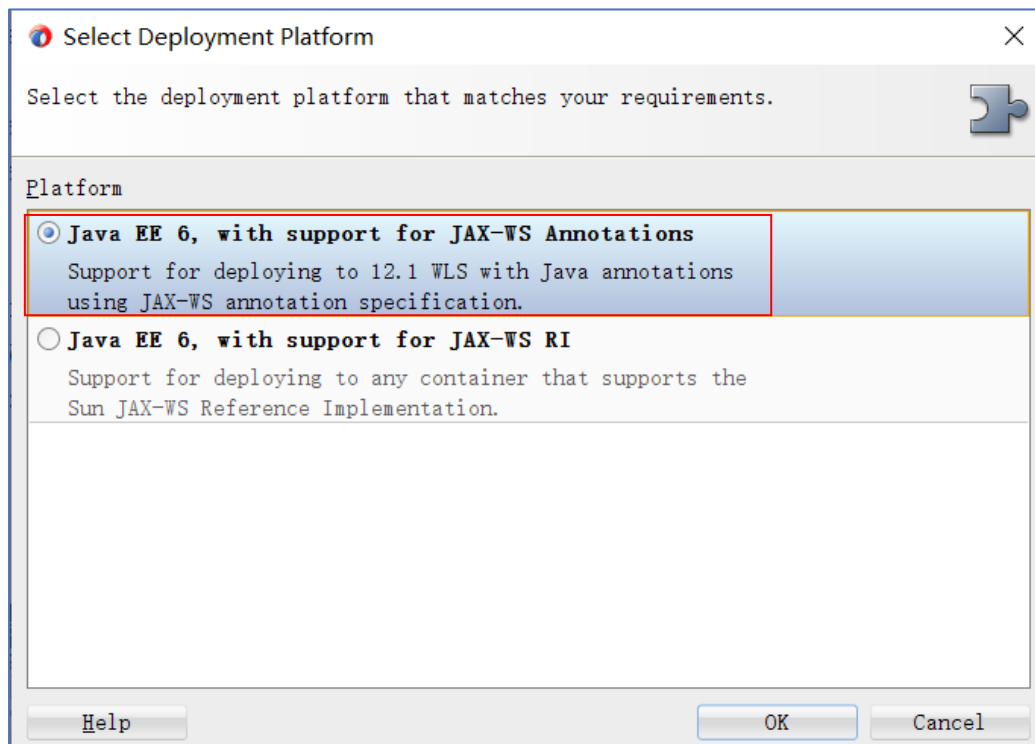 Select Deployment Platform
Select the deployment platform that matches your requirements.
Platform
Java EE 6, with support for JAX-WS Annotations
Support for deploying to 12.1 WLS with Java annotations
using JAX-WS annotation specification.
Java EE 6, with support for JAX-WS RI
Support for deploying to any container that supports the
Sun JAX-WS Reference Implementation.
Help
OK
Cancel